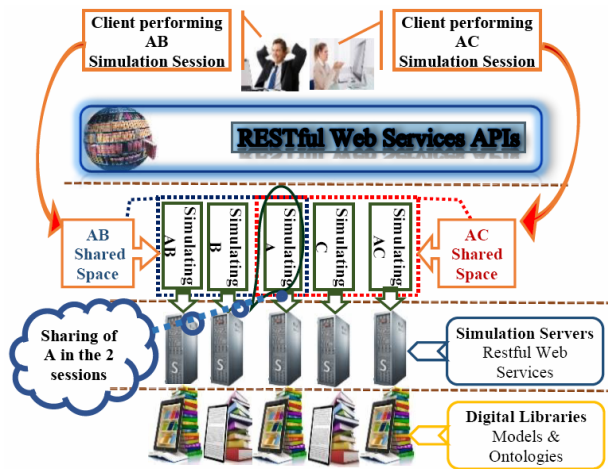 Client performing
AB
Simulation Session
Client performing
AC
Simulation Session
RESTful Web Services APIs
AB
Shared
Space
Simulating
AB
Simulating
B
Simulating
A
Simulating
C
Simulating
AC
AC
Shared
Space
Sharing of
A in the 2
sessions
S
S
S
S
S
Simulation Servers
Restful Web
Services
Digital Libraries
Models &
Ontologies